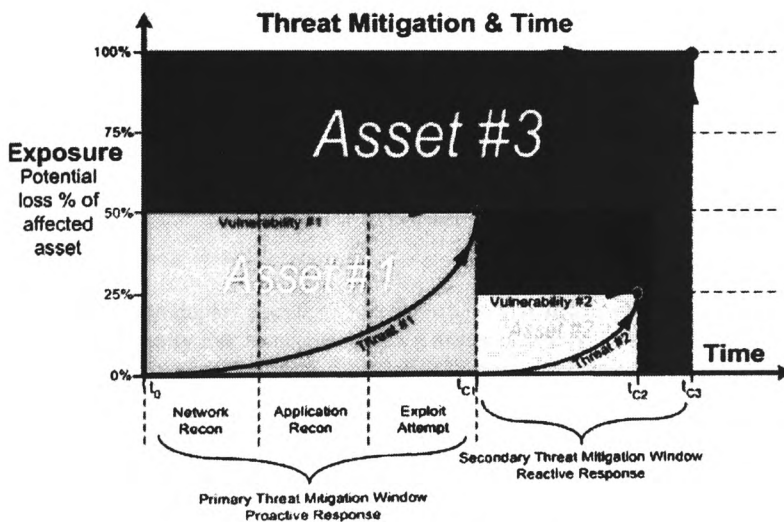 Threat Mitigation & Time
100%
75%
Exposure
Potential
loss % of
affected
asset
50%
25%
0%
Asset #3
Vulnerability #1
Asset #1
Threat #1
Vulnerability #2
Asset #2
Threat #2
Time
t0
tC1
tC2
tC3
Network
Recon
Application
Recon
Exploit
Attempt
Primary Threat Mitigation Window
Proactive Response
Secondary Threat Mitigation Window
Reactive Response